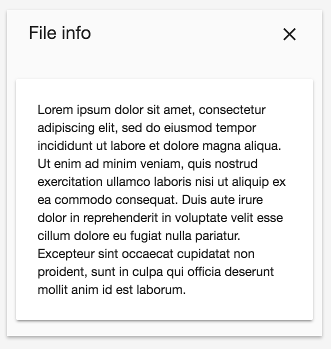 File info
Lorem ipsum dolor sit amet, consectetur
adipiscing elit, sed do eiusmod tempor
incididunt ut labore et dolore magna aliqua.
Ut enim ad minim veniam, quis nostrud
exercitation ullamco laboris nisi ut aliquip ex
ea commodo consequat. Duis aute irure
dolor in reprehenderit in voluptate velit esse
cillum dolore eu fugiat nulla pariatur.
Excepteur sint occaecat cupidatat non
proident, sunt in culpa qui officia deserunt
mollit anim id est laborum.